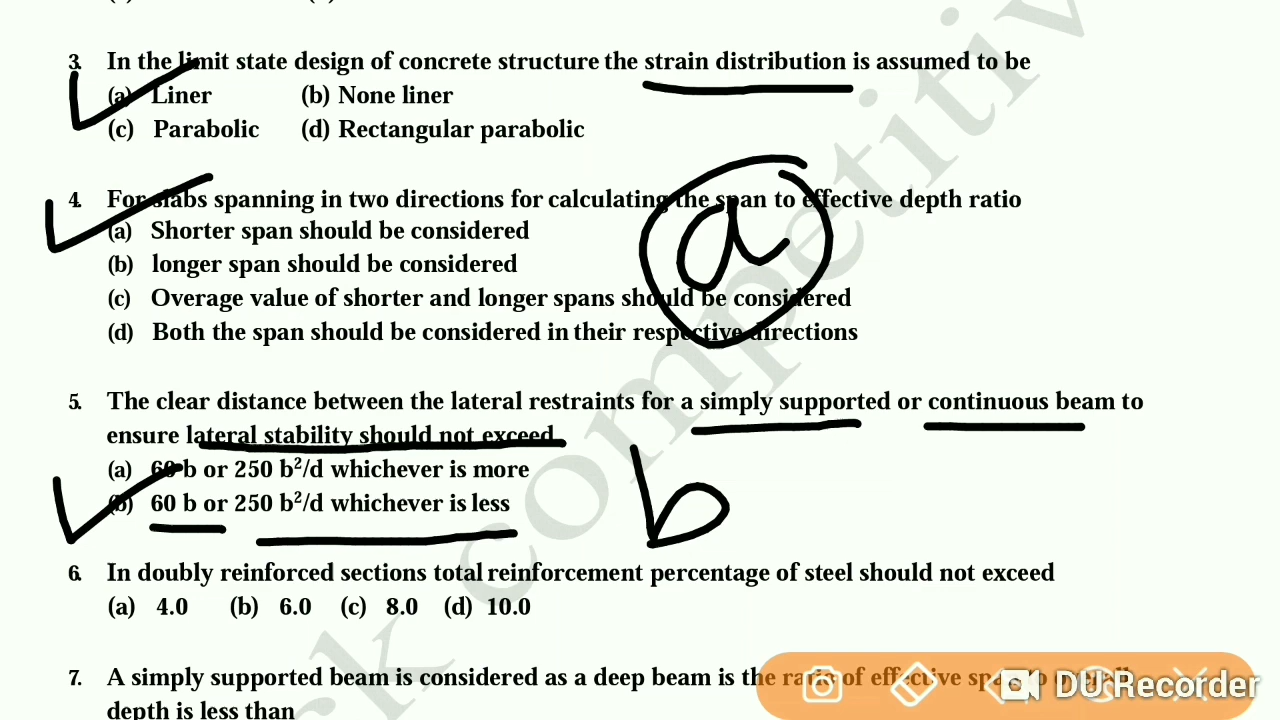 3. In the limit state design of concrete structure the strain distribution is assumed to be
(a) Liner (b) None liner
(c) Parabolic (d) Rectangular parabolic
4. For slabs spanning in two directions for calculating the span to effective depth ratio
(a) Shorter span should be considered
a
(b) longer span should be considered
(c) Overage value of shorter and longer spans should be considered
(d) Both the span should be considered in their respective directions
5. The clear distance between the lateral restraints for a simply supported or continuous beam to
ensure lateral stability should not exceed
(a) 60 b or 250 b²/d whichever is more
(b) 60 b or 250 b²/d whichever is less
b
6. In doubly reinforced sections total reinforcement percentage of steel should not exceed
(a) 4.0 (b) 6.0 (c) 8.0 (d) 10.0
7. A simply supported beam is considered as a deep beam is the ratio of effective span to overall
depth is less than
DU Recorder
competitiv